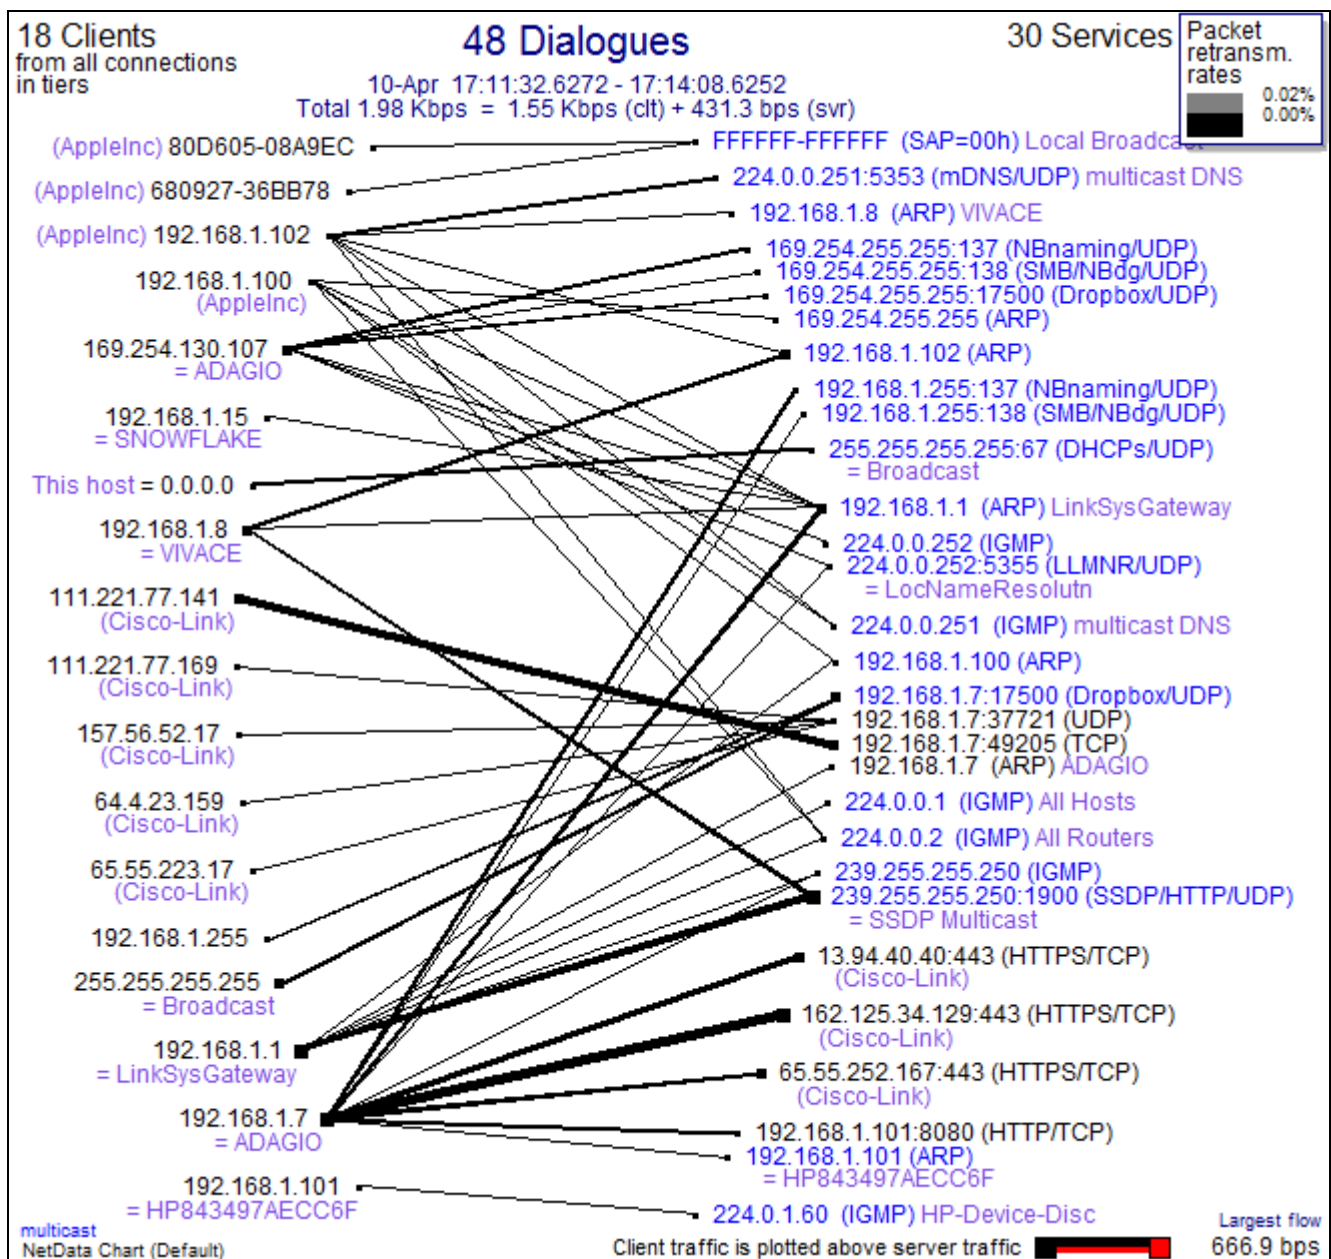 18 Clients
from all connections
in tiers
48 Dialogues
10-Apr 17:11:32.6272 - 17:14:08.6252
Total 1.98 Kbps = 1.55 Kbps (clt) + 431.3 bps (svr)
30 Services
Packet
retransm.
rates
0.02%
0.00%
(AppleInc) 80D605-08A9EC
(AppleInc) 680927-36BB78
(AppleInc) 192.168.1.102
192.168.1.100
(AppleInc)
169.254.130.107
= ADAGIO
192.168.1.15
= SNOWFLAKE
This host = 0.0.0.0
192.168.1.8
= VIVACE
111.221.77.141
(Cisco-Link)
111.221.77.169
(Cisco-Link)
157.56.52.17
(Cisco-Link)
64.4.23.159
(Cisco-Link)
65.55.223.17
(Cisco-Link)
192.168.1.255
255.255.255.255
= Broadcast
192.168.1.1
= LinkSysGateway
192.168.1.7
= ADAGIO
192.168.1.101
= HP843497AECC6F
FFFFFF-FFFFFF (SAP=00h) Local Broadcast
224.0.0.251:5353 (mDNS/UDP) multicast DNS
192.168.1.8 (ARP) VIVACE
169.254.255.255:137 (NBnaming/UDP)
169.254.255.255:138 (SMB/NBdg/UDP)
169.254.255.255:17500 (Dropbox/UDP)
169.254.255.255 (ARP)
192.168.1.102 (ARP)
192.168.1.255:137 (NBnaming/UDP)
192.168.1.255:138 (SMB/NBdg/UDP)
255.255.255.255:67 (DHCPs/UDP)
= Broadcast
192.168.1.1 (ARP) LinkSysGateway
224.0.0.252 (IGMP)
224.0.0.252:5355 (LLMNR/UDP)
= LocNameResolutn
224.0.0.251 (IGMP) multicast DNS
192.168.1.100 (ARP)
192.168.1.7:17500 (Dropbox/UDP)
192.168.1.7:37721 (UDP)
192.168.1.7:49205 (TCP)
192.168.1.7 (ARP) ADAGIO
224.0.0.1 (IGMP) All Hosts
224.0.0.2 (IGMP) All Routers
239.255.255.250 (IGMP)
239.255.255.250:1900 (SSDP/HTTP/UDP)
= SSDP Multicast
13.94.40.40:443 (HTTPS/TCP)
(Cisco-Link)
162.125.34.129:443 (HTTPS/TCP)
(Cisco-Link)
65.55.252.167:443 (HTTPS/TCP)
(Cisco-Link)
192.168.1.101:8080 (HTTP/TCP)
192.168.1.101 (ARP)
= HP843497AECC6F
224.0.1.60 (IGMP) HP-Device-Disc
multicast
NetData Chart (Default)
Client traffic is plotted above server traffic
Largest flow
666.9 bps